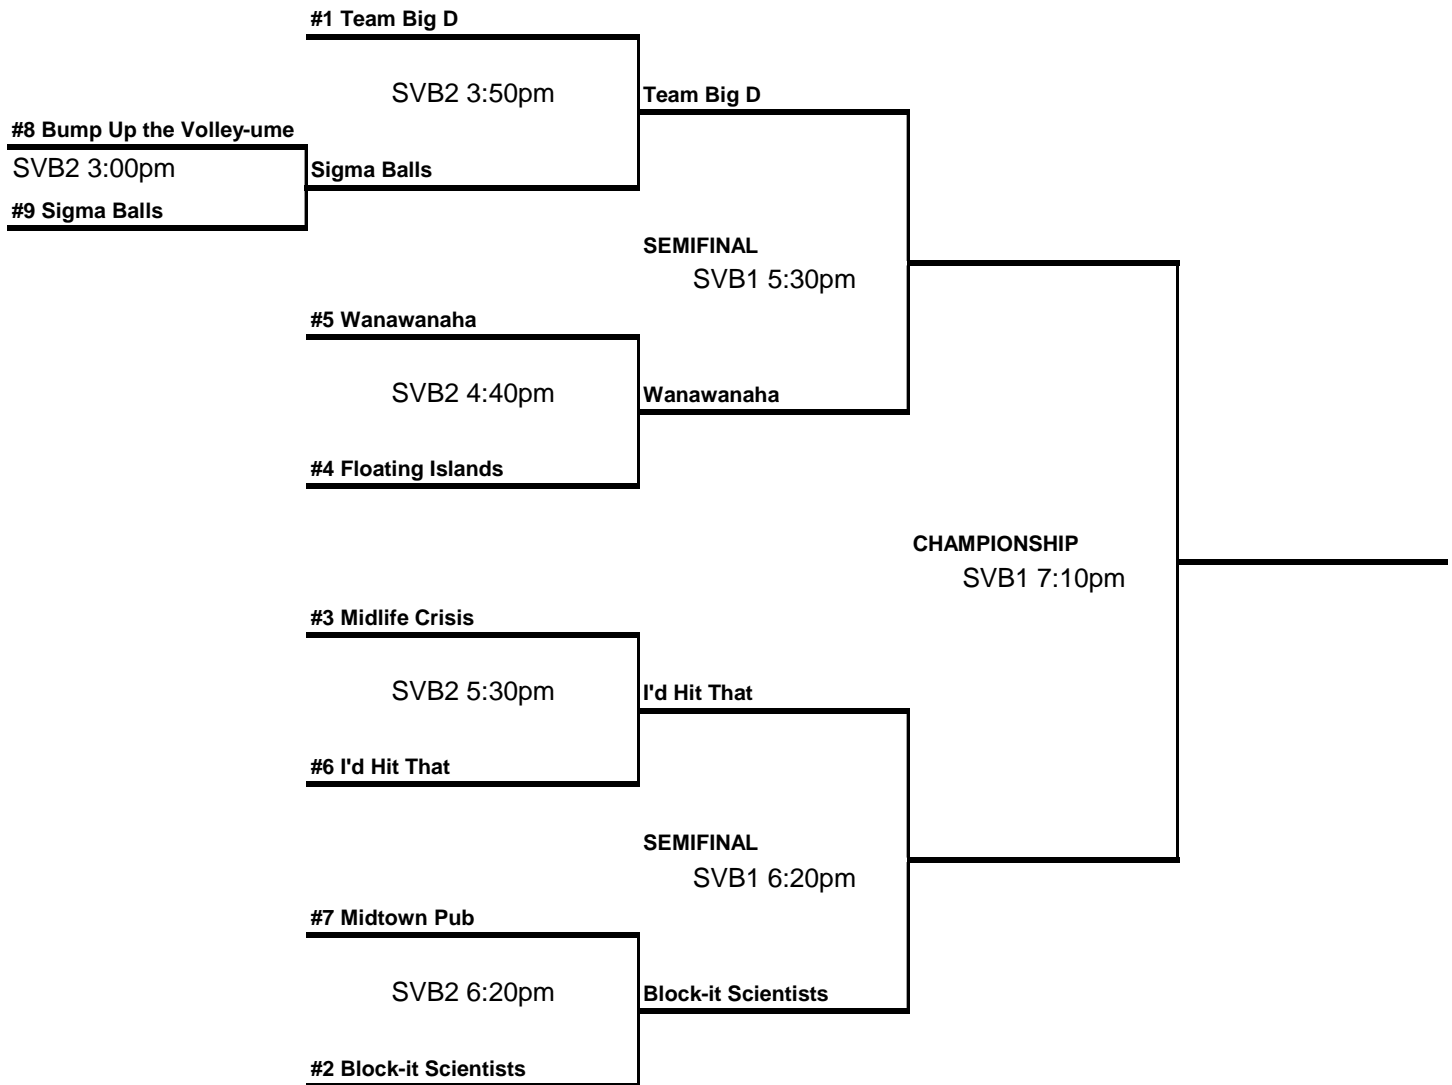 #1 Team Big D
SVB2 3:50pm
Team Big D
#8 Bump Up the Volley-ume
SVB2 3:00pm
Sigma Balls
#9 Sigma Balls
SEMIFINAL
SVB1 5:30pm
#5 Wanawanaha
SVB2 4:40pm
Wanawanaha
#4 Floating Islands
CHAMPIONSHIP
SVB1 7:10pm
#3 Midlife Crisis
SVB2 5:30pm
I'd Hit That
#6 I'd Hit That
SEMIFINAL
SVB1 6:20pm
#7 Midtown Pub
SVB2 6:20pm
Block-it Scientists
#2 Block-it Scientists